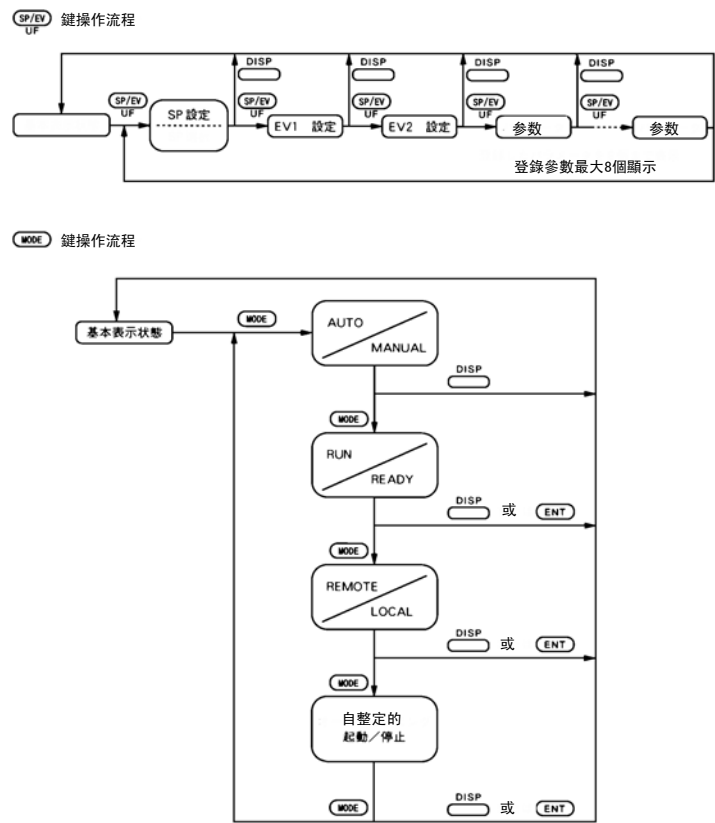 SP/EV 鍵操作流程
UF
DISP DISP DISP DISP
SP/EV SP/EV SP/EV SP/EV SP/EV
UF UF UF UF UF
SP 設定
EV1 設定
EV2 設定
参数
参数
登錄參數最大8個顯示
MODE 鍵操作流程
基本表示状態
MODE
AUTO
MANUAL
DISP
MODE
RUN
READY
DISP 或 ENT
MODE
REMOTE
LOCAL
DISP 或 ENT
MODE
自整定的
起動/停止
MODE
DISP 或 ENT